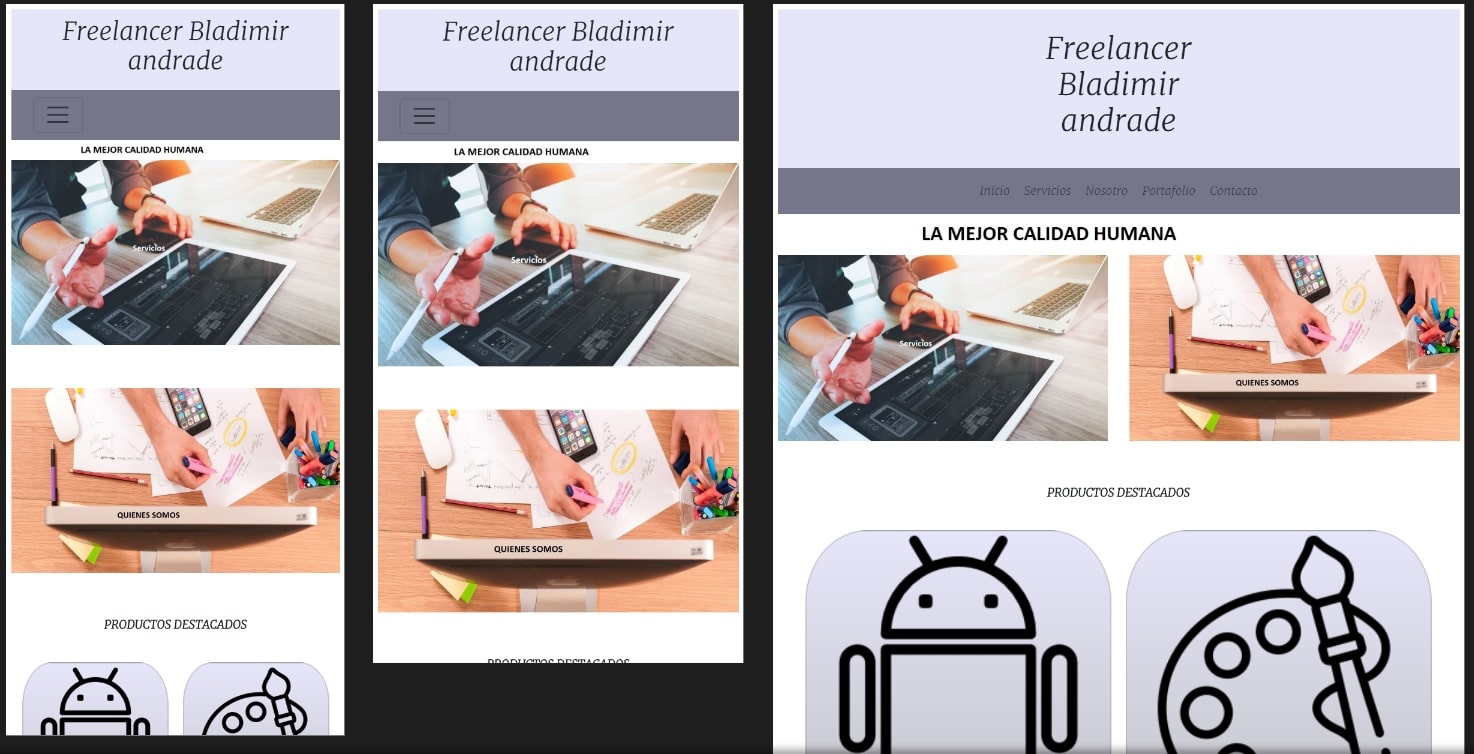 Freelancer Bladimir
andrade
LA MEJOR CALIDAD HUMANA
Servicios
QUIENES SOMOS
PRODUCTOS DESTACADOS
Freelancer Bladimir
andrade
LA MEJOR CALIDAD HUMANA
Servicios
QUIENES SOMOS
PRODUCTOS DESTACADOS
Freelancer
Bladimir
andrade
Inicio Servicios Nosotro Portafolio Contacto
LA MEJOR CALIDAD HUMANA
Servicios
QUIENES SOMOS
PRODUCTOS DESTACADOS